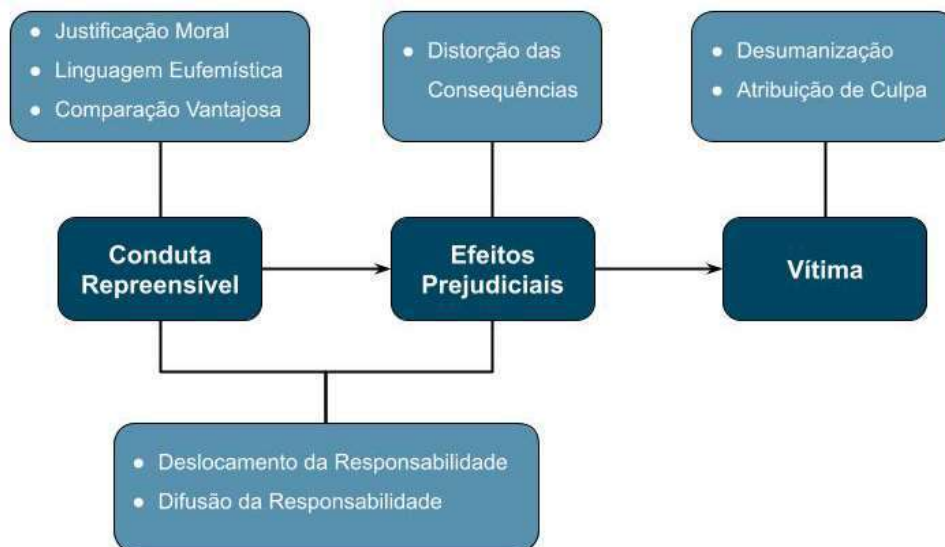 ● Justificação Moral
● Linguagem Eufemística
● Comparação Vantajosa
● Distorção das
Consequências
● Desumanização
● Atribuição de Culpa
Conduta
Repreensível
Efeitos
Prejudiciais
Vítima
● Deslocamento da Responsabilidade
● Difusão da Responsabilidade